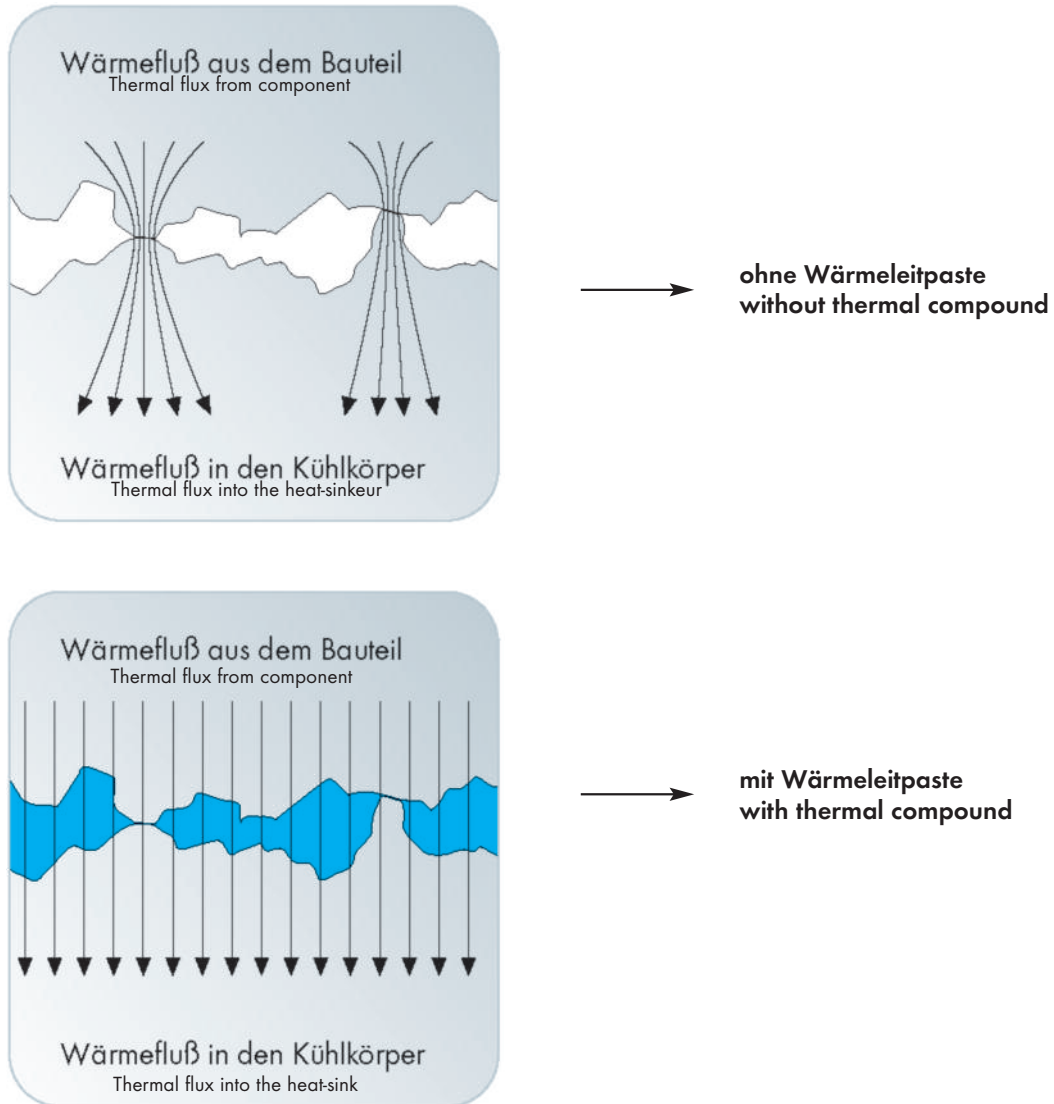 Wärmefluß aus dem Bauteil
Thermal flux from component
ohne Wärmeleitpaste
without thermal compound
Wärmefluß in den Kühlkörper
Thermal flux into the heat-sinkeur
Wärmefluß aus dem Bauteil
Thermal flux from component
mit Wärmeleitpaste
with thermal compound
Wärmefluß in den Kühlkörper
Thermal flux into the heat-sink